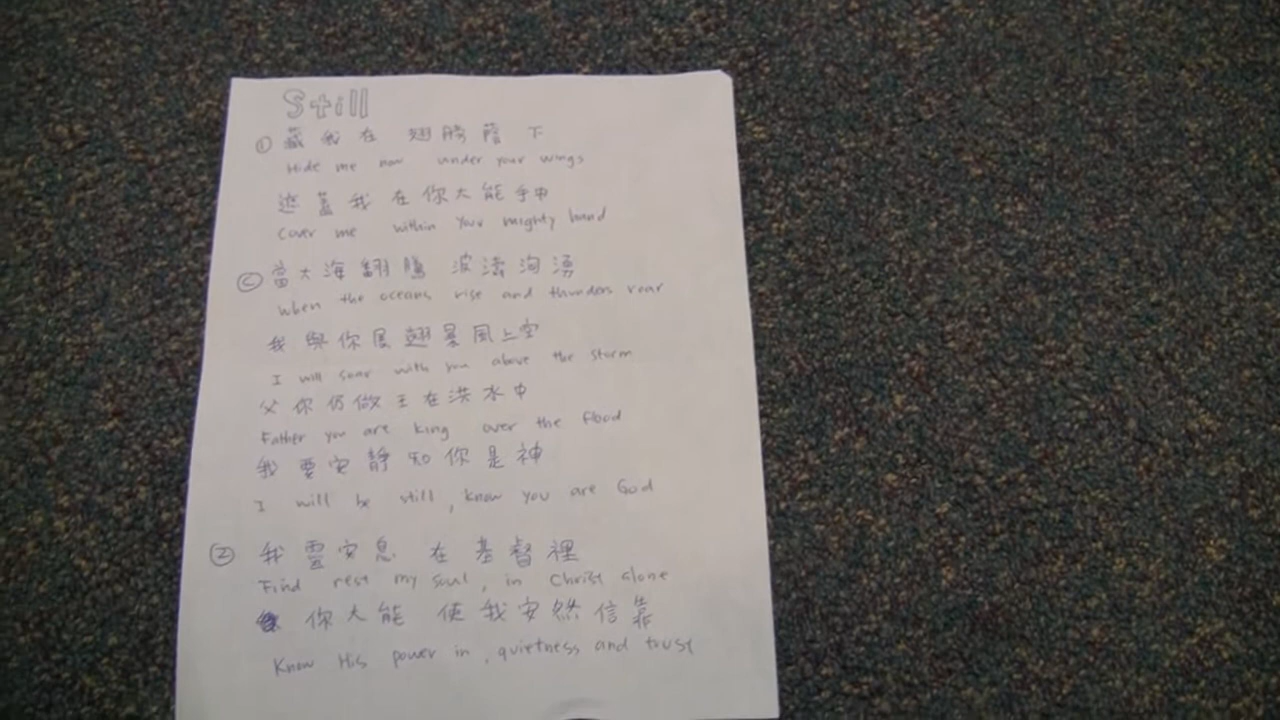 Still
① 藏我在 翅膀蔭下
Hide me now under your wings
遮蓋我在你大能手中
Cover me within your mighty hand
Ⓒ 當大海翻騰 波濤洶湧
When the oceans rise and thunders roar
我與你展翅暴風上空
I will soar with you above the storm
父你仍做王在洪水中
Father you are king over the flood
我要安靜知你是神
I will be still, know you are God
② 我靈安息 在基督裡
Find rest my soul, in Christ alone
你大能 使我安然信靠
Know His power in, quietness and trust